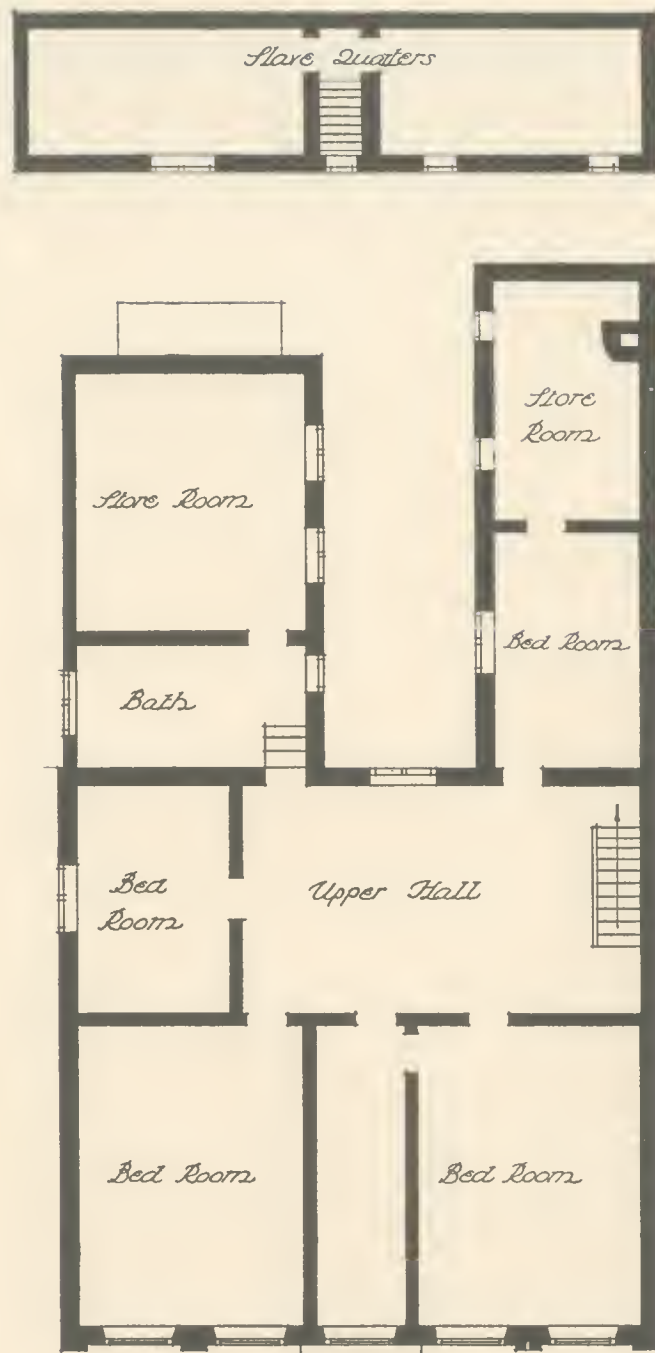 Slave Quarters
Store
Room
Store Room
Bed Room
Bath
Bed
Room
Upper Hall
Bed Room
Bed Room